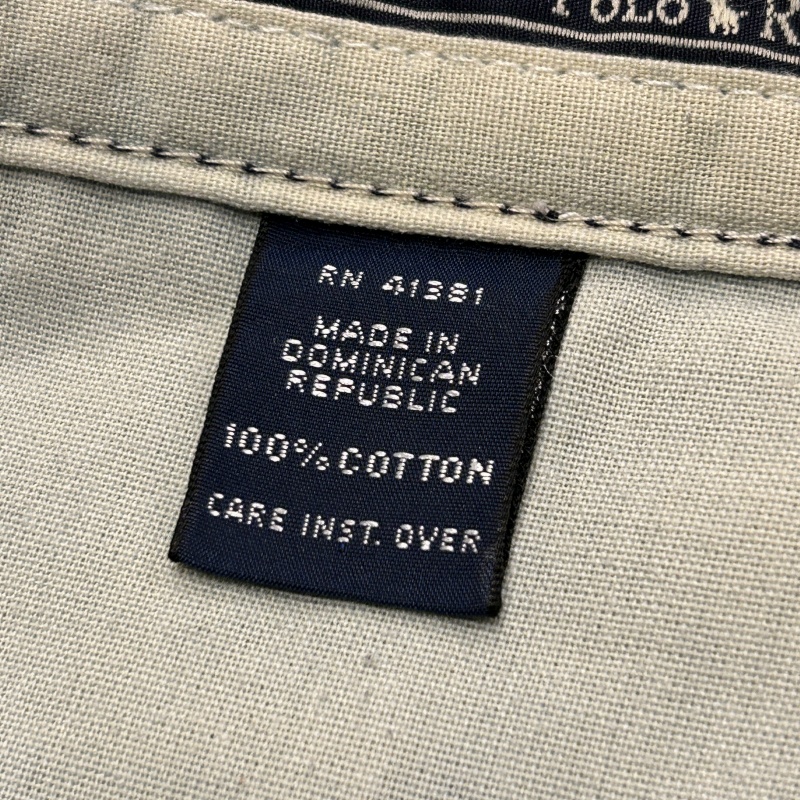 POLO R
RN 41381
MADE IN
DOMINICAN
REPUBLIC
100% COTTON
CARE INST. OVER